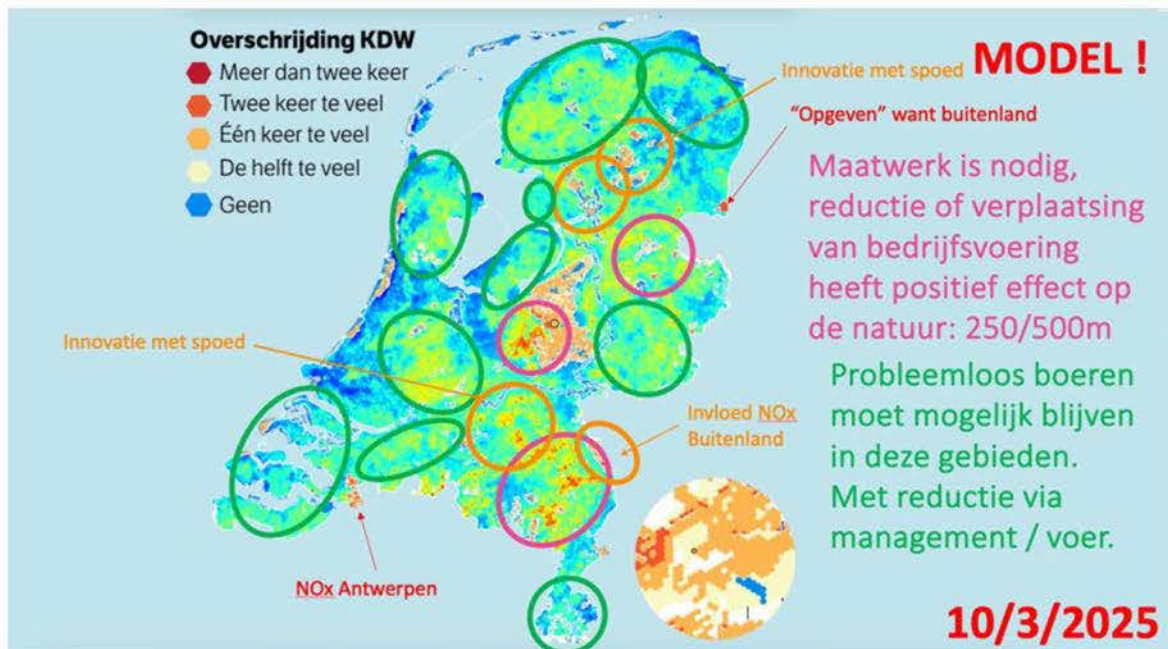 Overschrijding KDW
Meer dan twee keer
Twee keer te veel
Één keer te veel
De helft te veel
Geen
Innovatie met spoed
MODEL !
"Opgeven" want buitenland
Maatwerk is nodig,
reductie of verplaatsing
van bedrijfsvoering
heeft positief effect op
de natuur: 250/500m
Innovatie met spoed
Probleemloos boeren
moet mogelijk blijven
in deze gebieden.
Met reductie via
management / voer.
Invloed NOx
Buitenland
NOx Antwerpen
10/3/2025